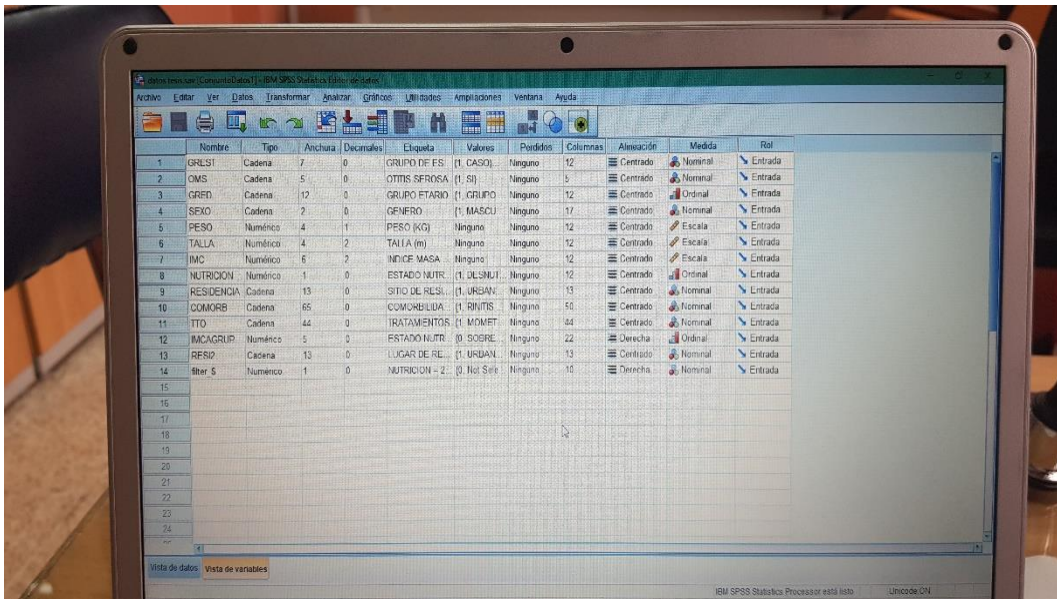 datos tesis.sav [ConjuntoDatos1] - IBM SPSS Statistics Editor de datos
Archivo Editar Ver Datos Transformar Analizar Gráficos Utilidades Ampliaciones Ventana Ayuda
Nombre Tipo Anchura Decimales Etiqueta Valores Perdidos Columnas Alineación Medida Rol
1 GREST Cadena 7 0 GRUPO DE ES... {1, CASO}... Ninguno 12 Centrado Nominal Entrada
2 OMS Cadena 5 0 OTITIS SEROSA {1, SI}... Ninguno 5 Centrado Nominal Entrada
3 GRED Cadena 12 0 GRUPO ETARIO {1, GRUPO... Ninguno 12 Centrado Ordinal Entrada
4 SEXO Cadena 2 0 GENERO {1, MASCU... Ninguno 17 Centrado Nominal Entrada
5 PESO Numérico 4 1 PESO (KG) Ninguno Ninguno 12 Centrado Escala Entrada
6 TALLA Numérico 4 2 TALLA (m) Ninguno Ninguno 12 Centrado Escala Entrada
7 IMC Numérico 6 2 INDICE MASA... Ninguno Ninguno 12 Centrado Escala Entrada
8 NUTRICION Numérico 1 0 ESTADO NUTR... {1, DESNUT... Ninguno 12 Centrado Ordinal Entrada
9 RESIDENCIA Cadena 13 0 SITIO DE RESI... {1, URBAN... Ninguno 13 Centrado Nominal Entrada
10 COMORB Cadena 65 0 COMORBILIDA... {1, RINITIS... Ninguno 50 Centrado Nominal Entrada
11 TTO Cadena 44 0 TRATAMIENTOS {1, MOMET... Ninguno 44 Centrado Nominal Entrada
12 IMCAGRUP Numérico 5 0 ESTADO NUTR... {0, SOBRE... Ninguno 22 Derecha Ordinal Entrada
13 RESI2 Cadena 13 0 LUGAR DE RE... {1, URBAN... Ninguno 13 Centrado Nominal Entrada
14 filter_$ Numérico 1 0 NUTRICION = 2... {0, Not Sele... Ninguno 10 Derecha Nominal Entrada
15
16
17
18
19
20
21
22
23
24
Vista de datos Vista de variables
IBM SPSS Statistics Processor está listo Unicode:ON